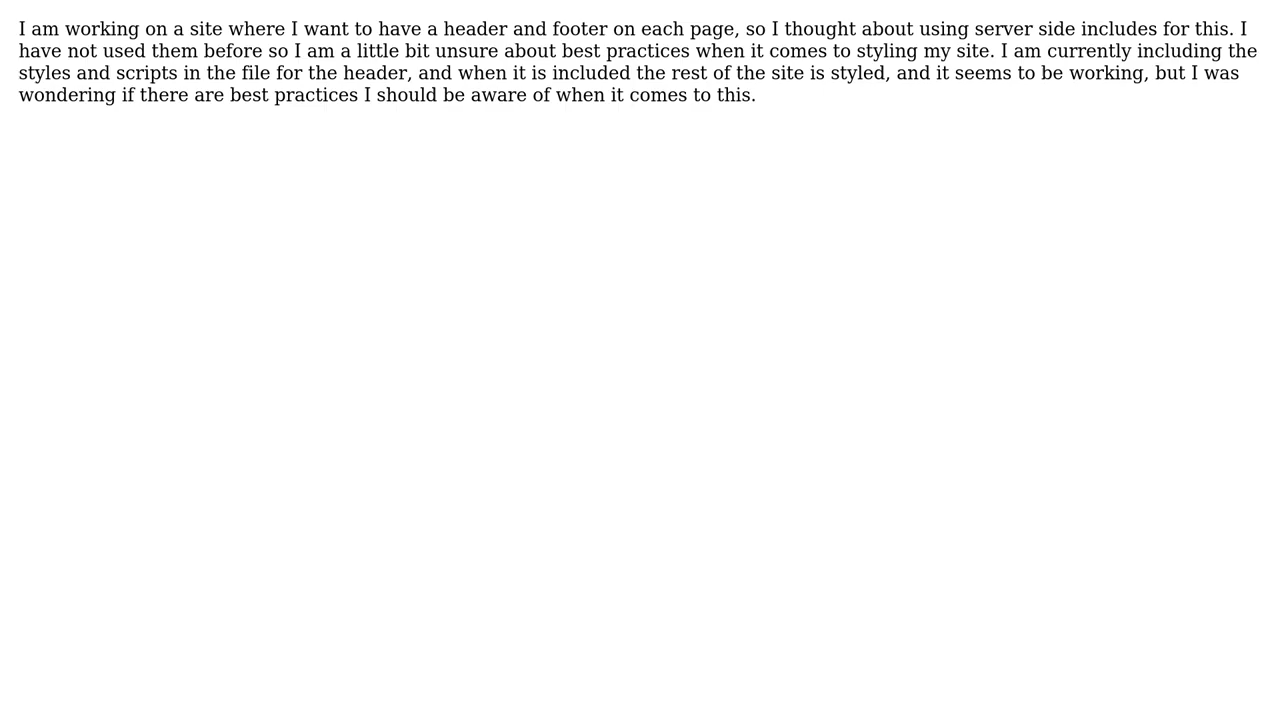 I am working on a site where I want to have a header and footer on each page, so I thought about using server side includes for this. I
have not used them before so I am a little bit unsure about best practices when it comes to styling my site. I am currently including the
styles and scripts in the file for the header, and when it is included the rest of the site is styled, and it seems to be working, but I was
wondering if there are best practices I should be aware of when it comes to this.